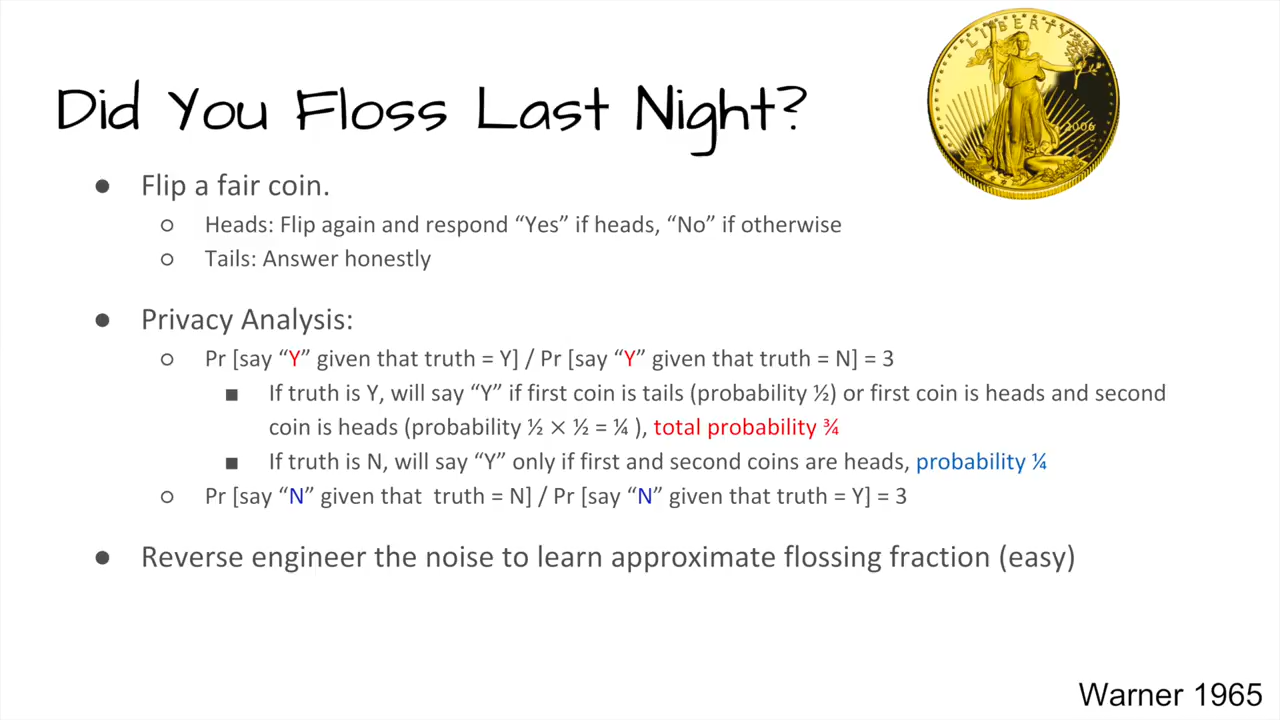 LIBERTY
2006
Did You Floss Last Night?
● Flip a fair coin.
○ Heads: Flip again and respond “Yes” if heads, “No” if otherwise
○ Tails: Answer honestly
● Privacy Analysis:
○ Pr [say “Y” given that truth = Y] / Pr [say “Y” given that truth = N] = 3
■ If truth is Y, will say “Y” if first coin is tails (probability ½) or first coin is heads and second
coin is heads (probability ½ × ½ = ¼ ), total probability ¾
■ If truth is N, will say “Y” only if first and second coins are heads, probability ¼
○ Pr [say “N” given that  truth = N] / Pr [say “N” given that truth = Y] = 3
● Reverse engineer the noise to learn approximate flossing fraction (easy)
Warner 1965